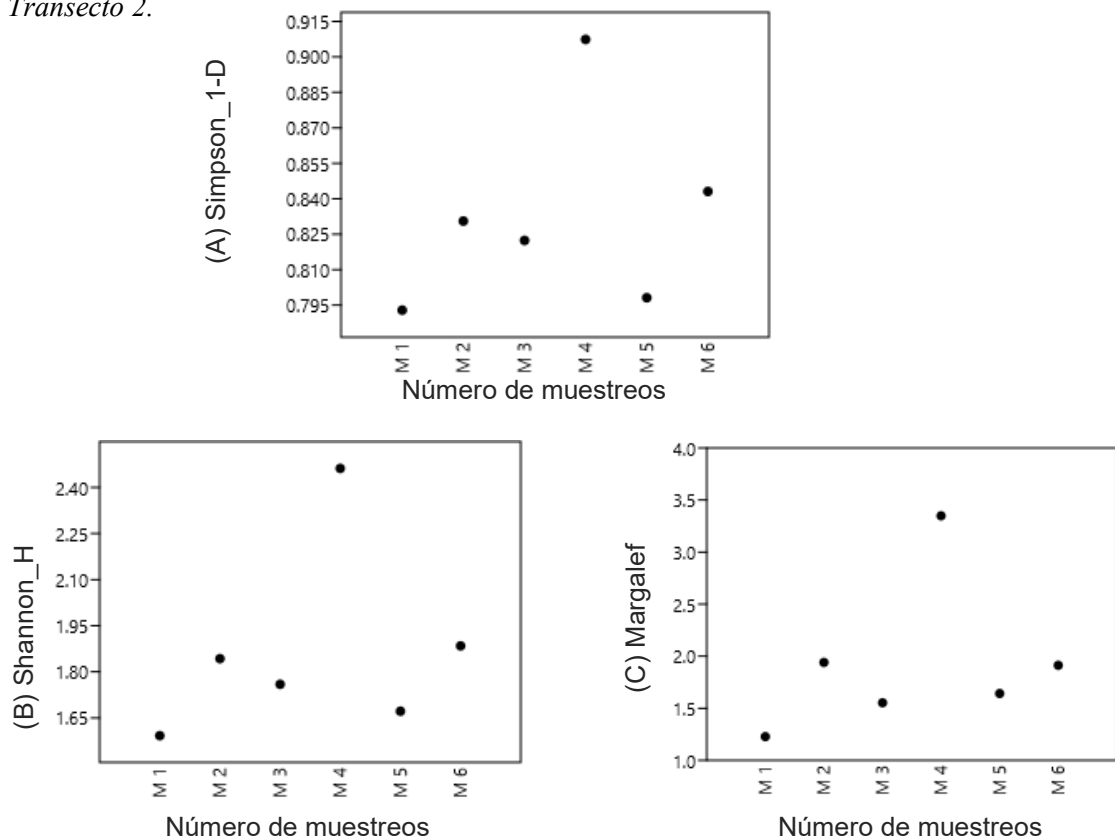 Transecto 2.
(A) Simpson_1-D
0.915
0.900
0.885
0.870
0.855
0.840
0.825
0.810
0.795
M 1
M 2
M 3
M 4
M 5
M 6
Número de muestreos
(B) Shannon_H
2.40
2.25
2.10
1.95
1.80
1.65
M 1
M 2
M 3
M 4
M 5
M 6
Número de muestreos
(C) Margalef
4.0
3.5
3.0
2.5
2.0
1.5
1.0
M 1
M 2
M 3
M 4
M 5
M 6
Número de muestreos